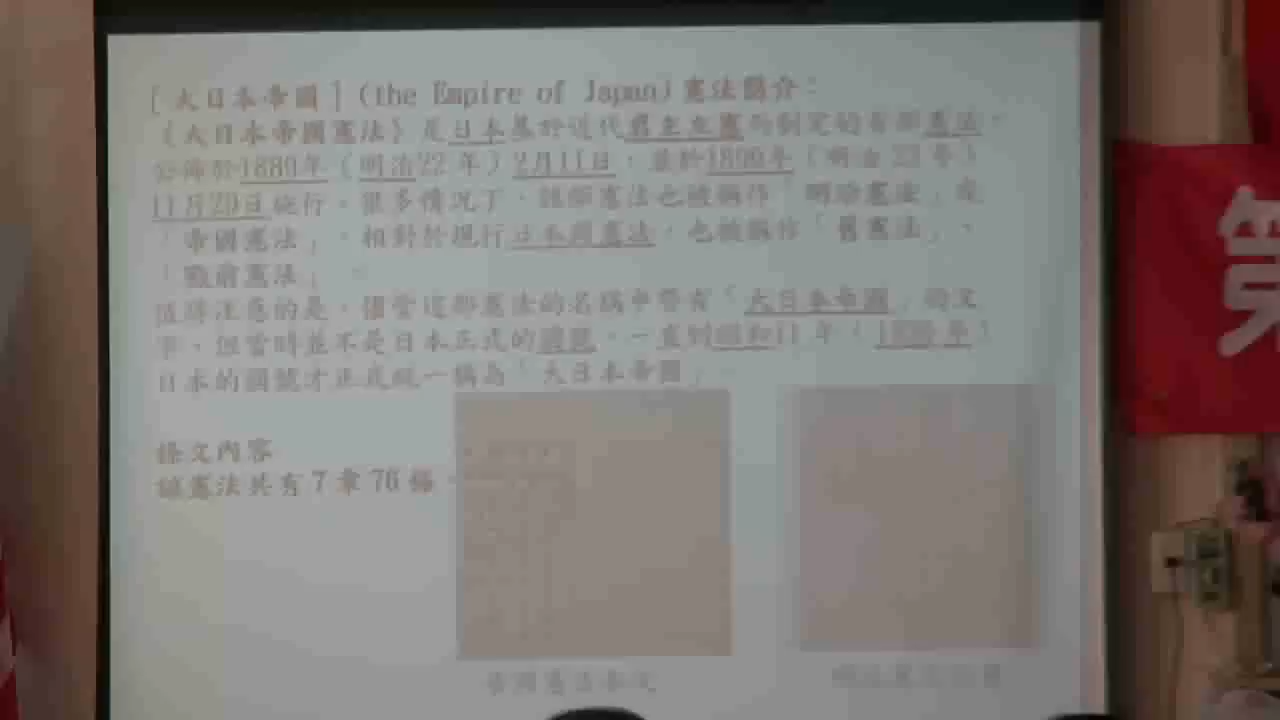 [ 大日本帝國 ] (the Empire of Japan) 憲法簡介：
《大日本帝國憲法》是日本基於近代君主立憲而制定的首部憲法，
公佈於1889年（明治22 年）2月11日，並於1890年（明治 23 年）
11月29日施行。很多情況下，該部憲法也被稱作「明治憲法」或
「帝國憲法」，相對於現行日本國憲法，也被稱作「舊憲法」、
「戰前憲法」。
值得注意的是，儘管這部憲法的名稱中帶有「大日本帝國」的文
字，但當時並不是日本正式的國號，一直到昭和11 年（1936 年）
日本的國號才正式統一稱為「大日本帝國」
條文內容
該憲法共有 7 章 76 條。
帝國憲法本文
第